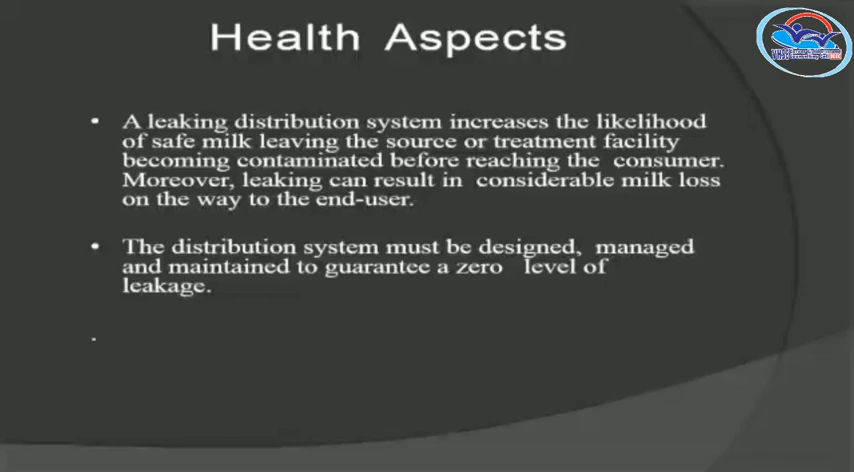 Health Aspects
• A leaking distribution system increases the likelihood
of safe milk leaving the source or treatment facility
becoming contaminated before reaching the consumer.
Moreover, leaking can result in considerable milk loss
on the way to the end-user.
• The distribution system must be designed, managed
and maintained to guarantee a zero level of
leakage.